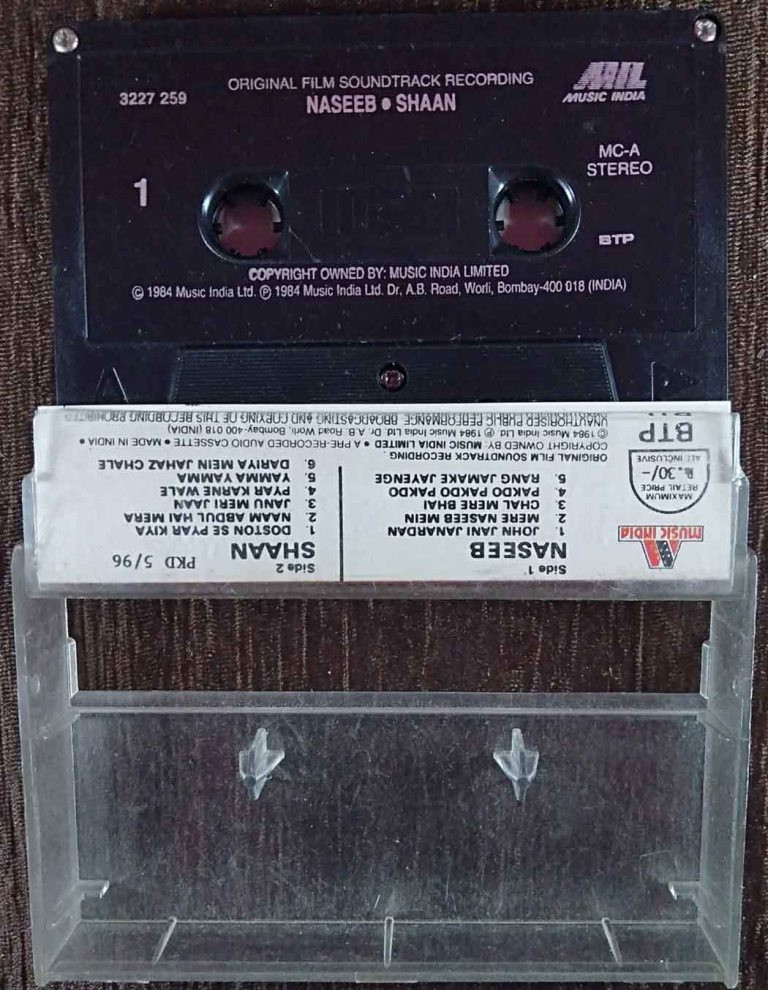 ORIGINAL FILM SOUNDTRACK RECORDING
3227 259
NASEEB ● SHAAN
MIL
MUSIC INDIA
MC-A
STEREO
1
BTP
COPYRIGHT OWNED BY: MUSIC INDIA LIMITED
© 1984 Music India Ltd. ℗ 1984 Music India Ltd. Dr. A.B. Road, Worli, Bombay-400 018 (INDIA)
A
MUSIC INDIA
MAXIMUM
RETAIL PRICE
Rs.30/-
ALL INCLUSIVE
BTP
Side 1
NASEEB
1. JOHN JANI JANARDAN
2. MERE NASEEB MEIN
3. CHAL MERE BHAI
4. PAKDO PAKDO PAKDO
5. RANG JAMAKE JAYENGE
Side 2
SHAAN
PKD 5/96
1. DOSTON SE PYAR KIYA
2. NAAM ABDUL HAI MERA
3. JANU MERI JAAN
4. PYAR KARNE WALE
5. YAMMA YAMMA
6. DARIYA MEIN JAHAZ CHALE
ORIGINAL FILM SOUNDTRACK RECORDING
COPYRIGHT OWNED BY: MUSIC INDIA LIMITED ● A PRE-RECORDED AUDIO CASSETTE ● MADE IN INDIA ●
© 1984 Music India Ltd. ℗ 1984 Music India Ltd. Dr. A. B. Road Worli, Bombay-400 018 (INDIA)
UNAUTHORISED PUBLIC PERFORMANCE BROADCASTING AND COPYING OF THIS RECORDING PROHIBITED